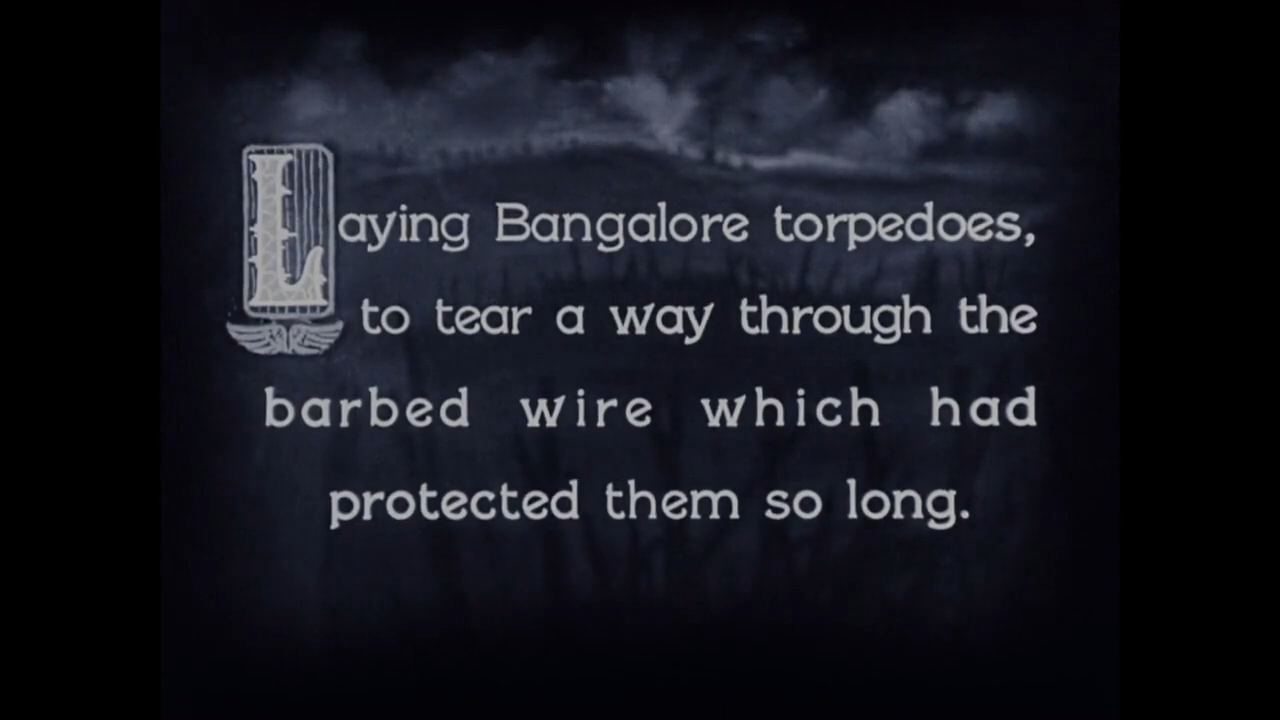 Laying Bangalore torpedoes,
to tear a way through the
barbed wire which had
protected them so long.